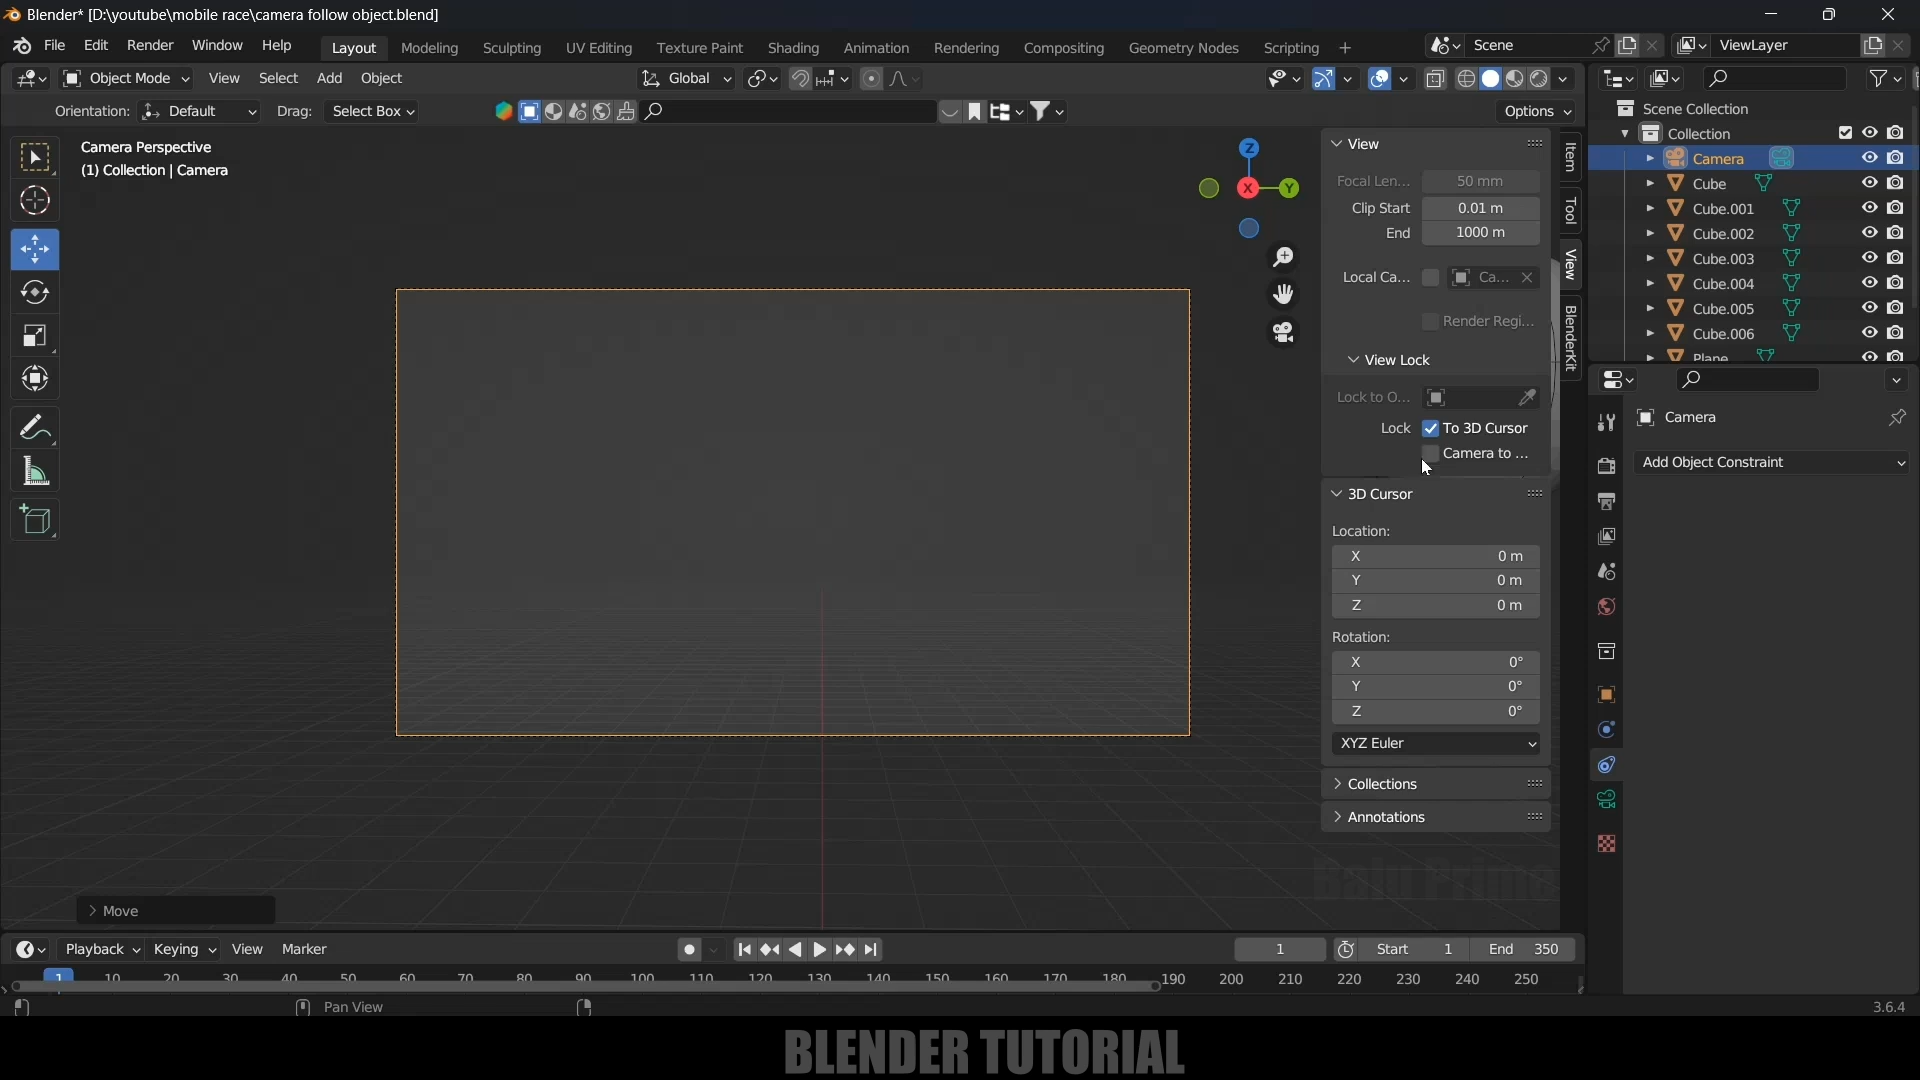 Blender* [D:\youtube\mobile race\camera follow object.blend]
File Edit Render Window Help Layout Modeling Sculpting UV Editing Texture Paint Shading Animation Rendering Compositing Geometry Nodes Scripting + Scene ViewLayer
Object Mode View Select Add Object Global
Orientation: Default Drag: Select Box Options
Camera Perspective
(1) Collection | Camera
Z
X Y
View
Focal Len... 50 mm
Clip Start 0.01 m
End 1000 m
Local Ca... Ca...
Render Regi...
View Lock
Lock to O...
Lock To 3D Cursor
Camera to ...
3D Cursor
Location:
X 0 m
Y 0 m
Z 0 m
Rotation:
X 0°
Y 0°
Z 0°
XYZ Euler
Collections
Annotations
Item
Tool
View
BlenderKit
Scene Collection
Collection
Camera
Cube
Cube.001
Cube.002
Cube.003
Cube.004
Cube.005
Cube.006
Plane
Camera
Add Object Constraint
Move
Playback Keying View Marker 1 Start 1 End 350
1 10 20 30 40 50 60 70 80 90 100 110 120 130 140 150 160 170 180 190 200 210 220 230 240 250
Pan View 3.6.4
BLENDER TUTORIAL